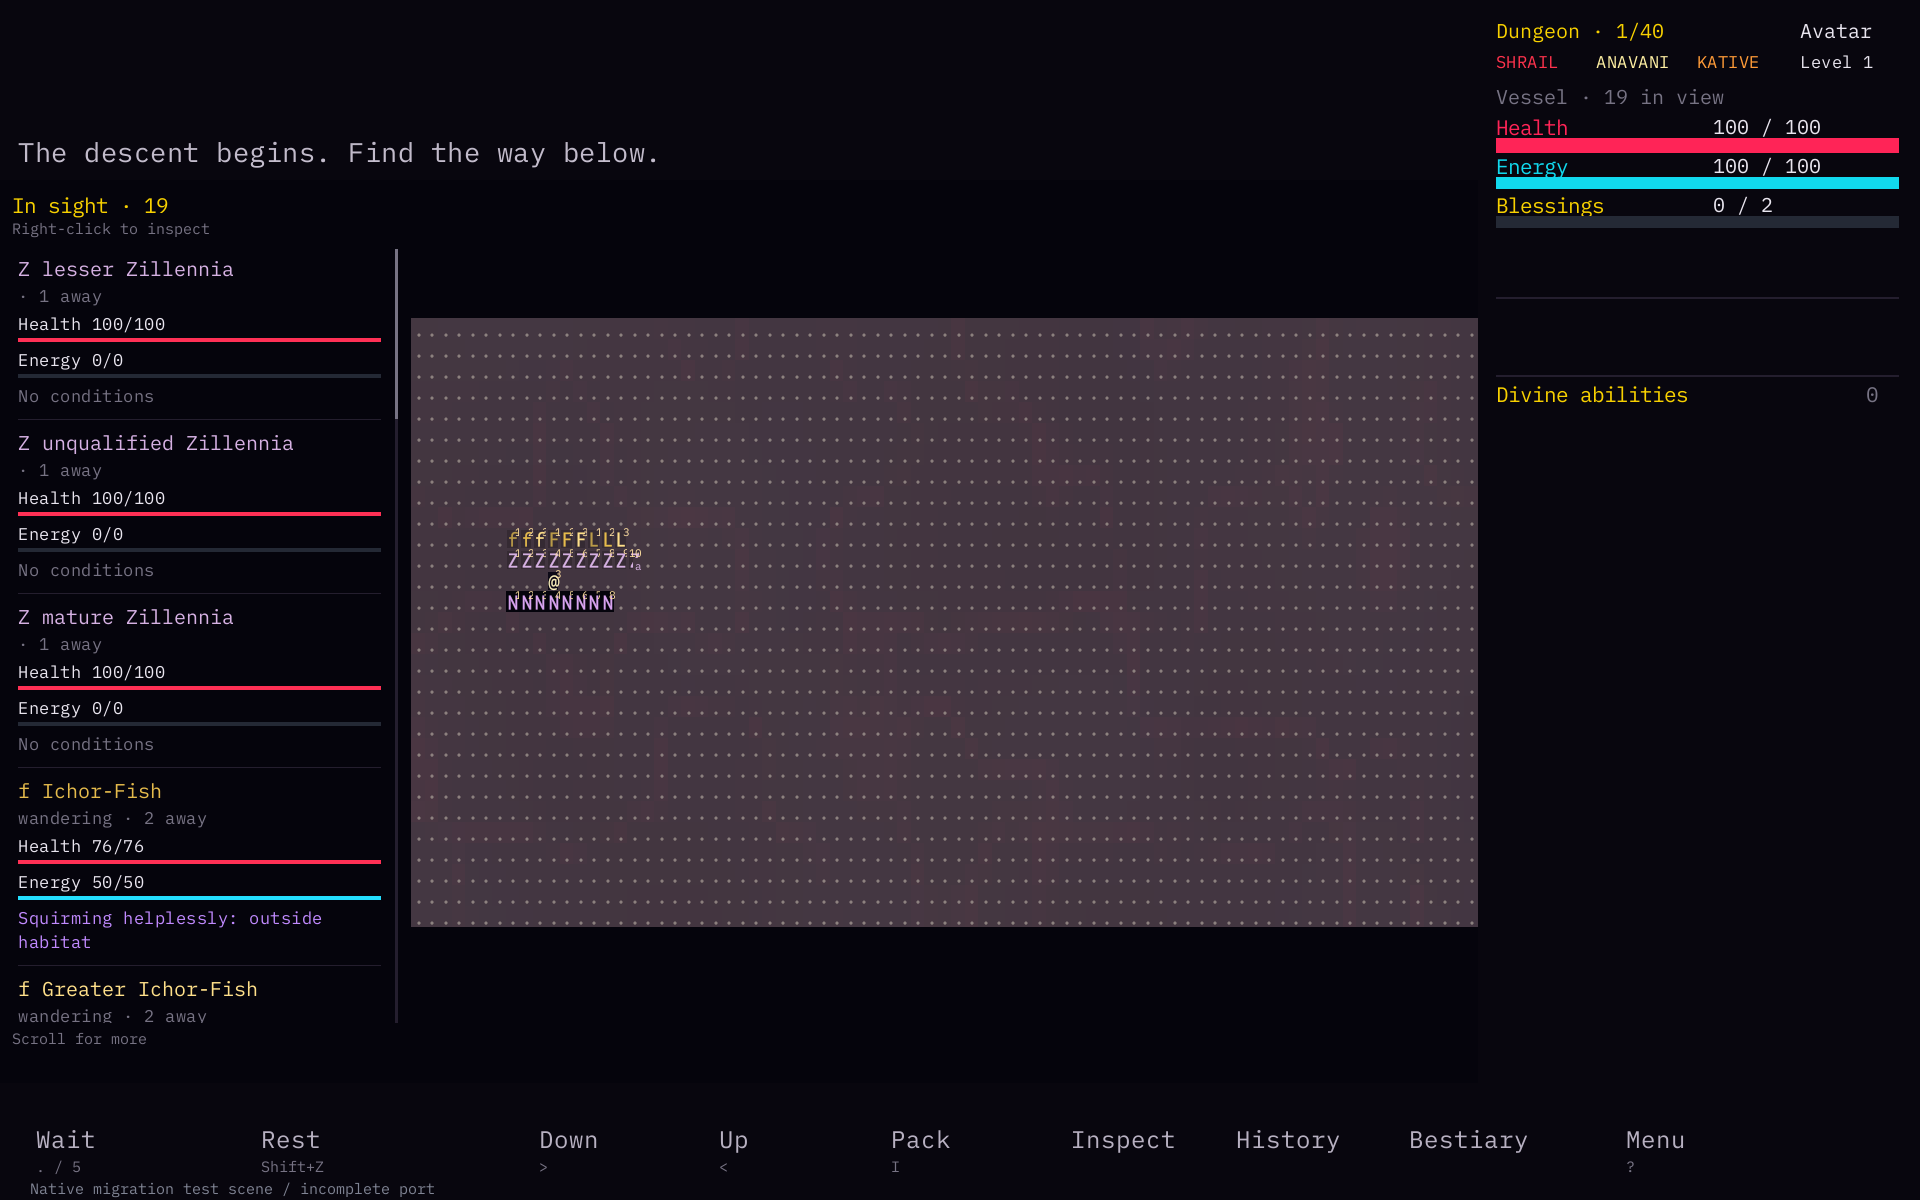 Dungeon · 1/40 Avatar
SHRAIL ANAVANI KATIVE Level 1
Vessel · 19 in view
Health 100 / 100
Energy 100 / 100
Blessings 0 / 2
Divine abilities 0
The descent begins. Find the way below.
In sight · 19
Right-click to inspect
Z lesser Zillennia
· 1 away
Health 100/100
Energy 0/0
No conditions
Z unqualified Zillennia
· 1 away
Health 100/100
Energy 0/0
No conditions
Z mature Zillennia
· 1 away
Health 100/100
Energy 0/0
No conditions
f Ichor-Fish
wandering · 2 away
Health 76/76
Energy 50/50
Squirming helplessly: outside
habitat
f Greater Ichor-Fish
wandering · 2 away
Scroll for more
fffFFFLLL
ZZZZZZZZZ
@
NNNNNNNN
Wait Rest Down Up Pack Inspect History Bestiary Menu
. / 5 Shift+Z > < I ?
Native migration test scene / incomplete port